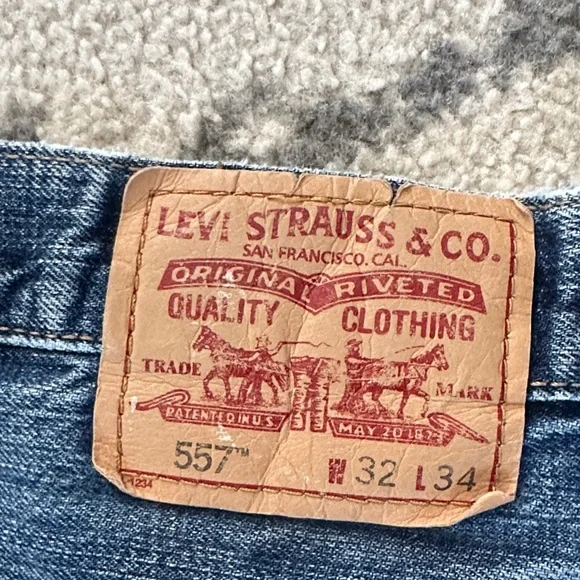 LEVI STRAUSS & CO.
SAN FRANCISCO, CAL.
ORIGINAL RIVETED
QUALITY CLOTHING
TRADE MARK
PATENTED IN U.S. MAY 20 1873
557™ W 32 L 34
1234